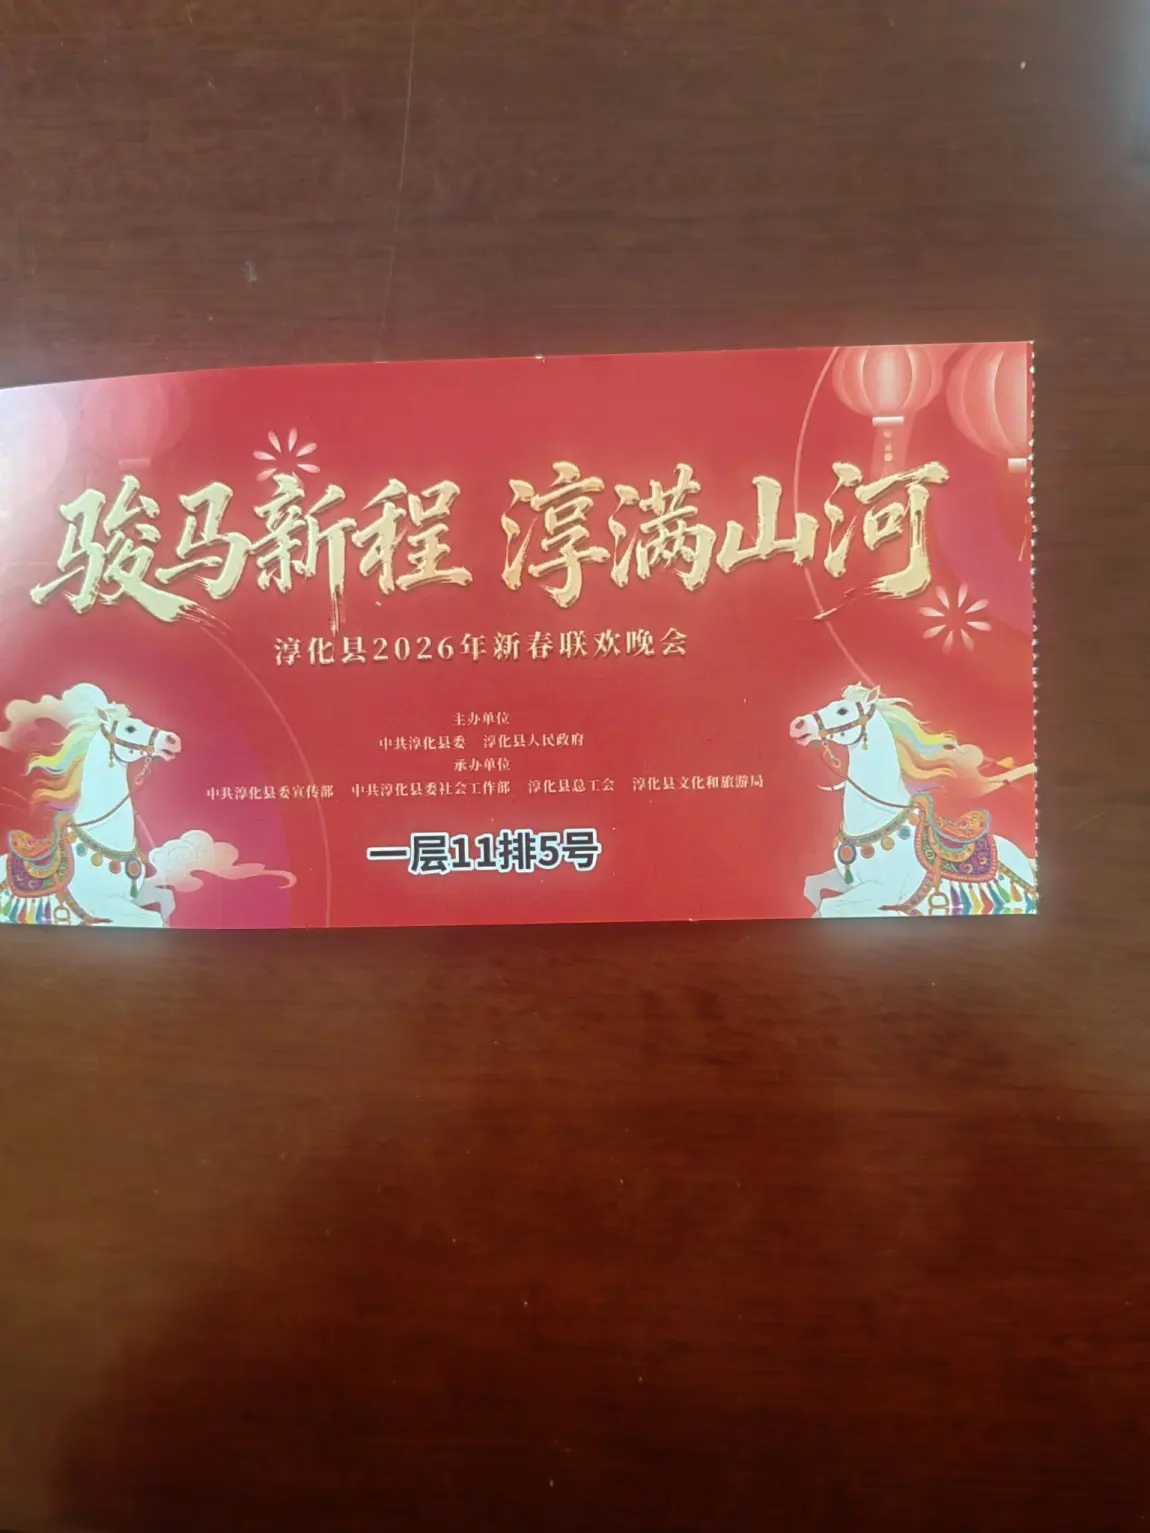 骏马新程 淳满山河
淳化县2026年新春联欢晚会
主办单位
中共淳化县委 淳化县人民政府
承办单位
中共淳化县委宣传部 中共淳化县委社会工作部 淳化县总工会 淳化县文化和旅游局
一层11排5号